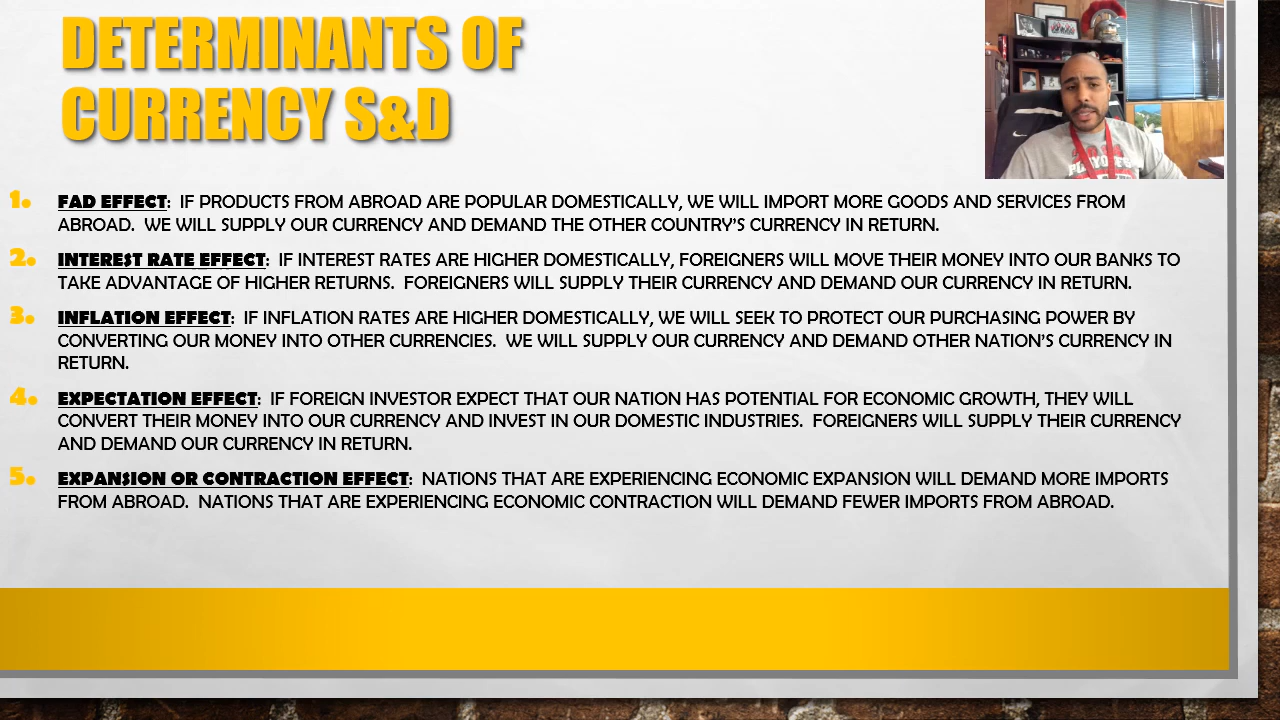 DETERMINANTS OF
CURRENCY S&D
1. FAD EFFECT: IF PRODUCTS FROM ABROAD ARE POPULAR DOMESTICALLY, WE WILL IMPORT MORE GOODS AND SERVICES FROM
ABROAD. WE WILL SUPPLY OUR CURRENCY AND DEMAND THE OTHER COUNTRY'S CURRENCY IN RETURN.
2. INTEREST RATE EFFECT: IF INTEREST RATES ARE HIGHER DOMESTICALLY, FOREIGNERS WILL MOVE THEIR MONEY INTO OUR BANKS TO
TAKE ADVANTAGE OF HIGHER RETURNS. FOREIGNERS WILL SUPPLY THEIR CURRENCY AND DEMAND OUR CURRENCY IN RETURN.
3. INFLATION EFFECT: IF INFLATION RATES ARE HIGHER DOMESTICALLY, WE WILL SEEK TO PROTECT OUR PURCHASING POWER BY
CONVERTING OUR MONEY INTO OTHER CURRENCIES. WE WILL SUPPLY OUR CURRENCY AND DEMAND OTHER NATION'S CURRENCY IN
RETURN.
4. EXPECTATION EFFECT: IF FOREIGN INVESTOR EXPECT THAT OUR NATION HAS POTENTIAL FOR ECONOMIC GROWTH, THEY WILL
CONVERT THEIR MONEY INTO OUR CURRENCY AND INVEST IN OUR DOMESTIC INDUSTRIES. FOREIGNERS WILL SUPPLY THEIR CURRENCY
AND DEMAND OUR CURRENCY IN RETURN.
5. EXPANSION OR CONTRACTION EFFECT: NATIONS THAT ARE EXPERIENCING ECONOMIC EXPANSION WILL DEMAND MORE IMPORTS
FROM ABROAD. NATIONS THAT ARE EXPERIENCING ECONOMIC CONTRACTION WILL DEMAND FEWER IMPORTS FROM ABROAD.